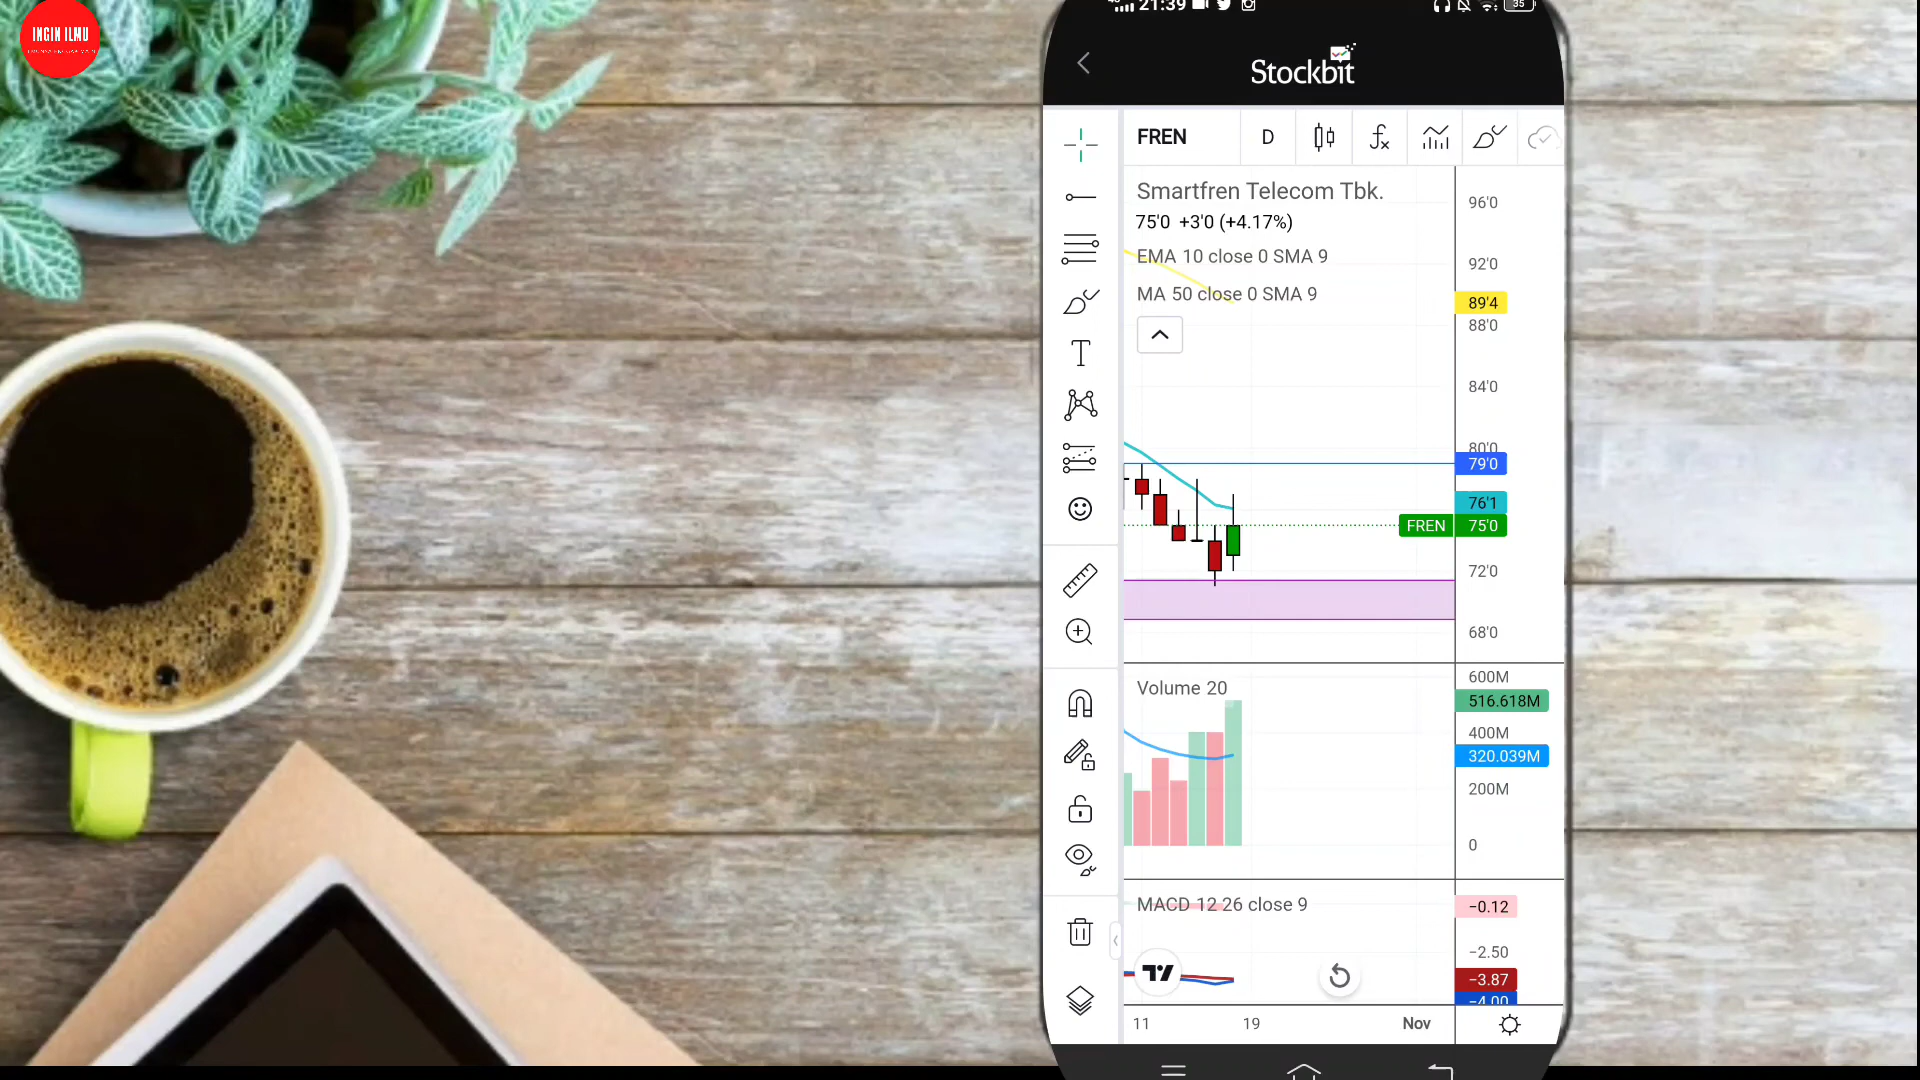 INGIN ILMU
21:39
35
Stockbit
FREN
D
Smartfren Telecom Tbk.
75'0 +3'0 (+4.17%)
EMA 10 close 0 SMA 9
MA 50 close 0 SMA 9
96'0
92'0
89'4
88'0
84'0
80'0
79'0
76'1
FREN 75'0
72'0
68'0
Volume 20
600M
516.618M
400M
320.039M
200M
0
MACD 12 26 close 9
−0.12
−2.50
−3.87
−4.00
11
19
Nov